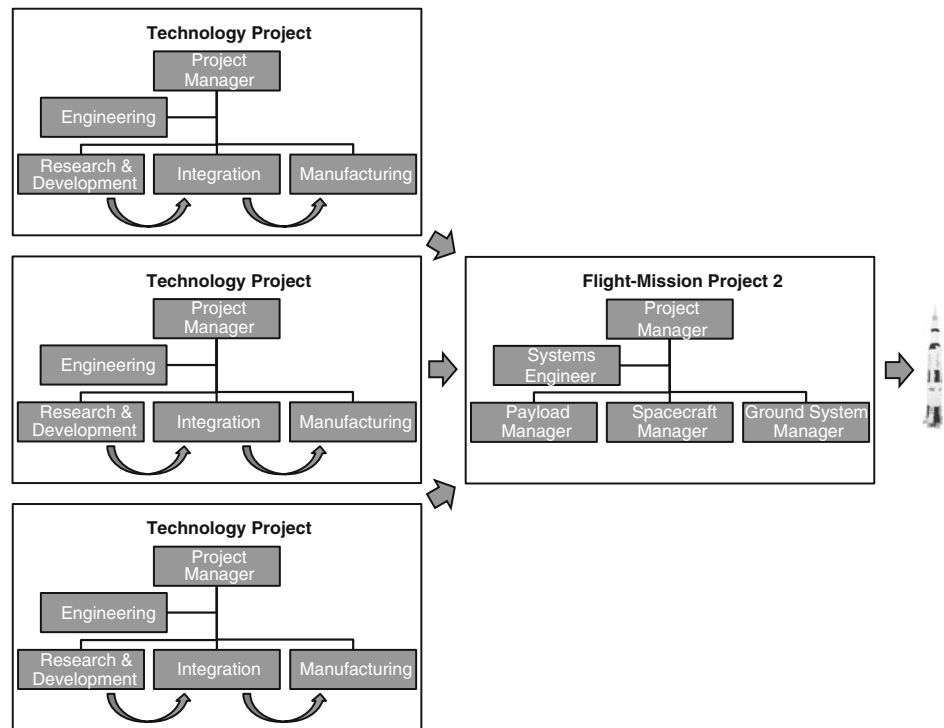 Technology Project
Project
Manager
Engineering
Research &
Development
Integration
Manufacturing
Technology Project
Project
Manager
Engineering
Research &
Development
Integration
Manufacturing
Flight-Mission Project 2
Project
Manager
Systems
Engineer
Payload
Manager
Spacecraft
Manager
Ground System
Manager
Technology Project
Project
Manager
Engineering
Research &
Development
Integration
Manufacturing